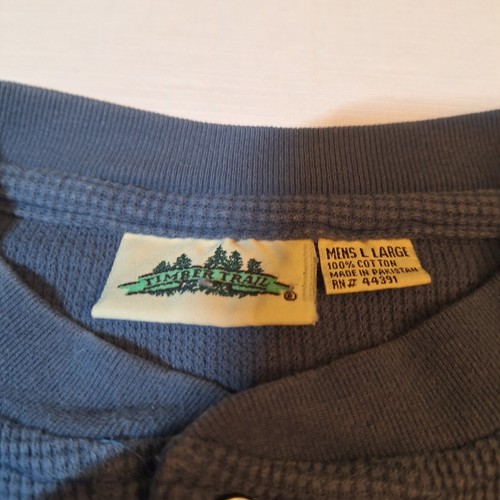 TIMBER TRAIL
®
MENS L LARGE
100% COTTON
MADE IN PAKISTAN
RN# 44391